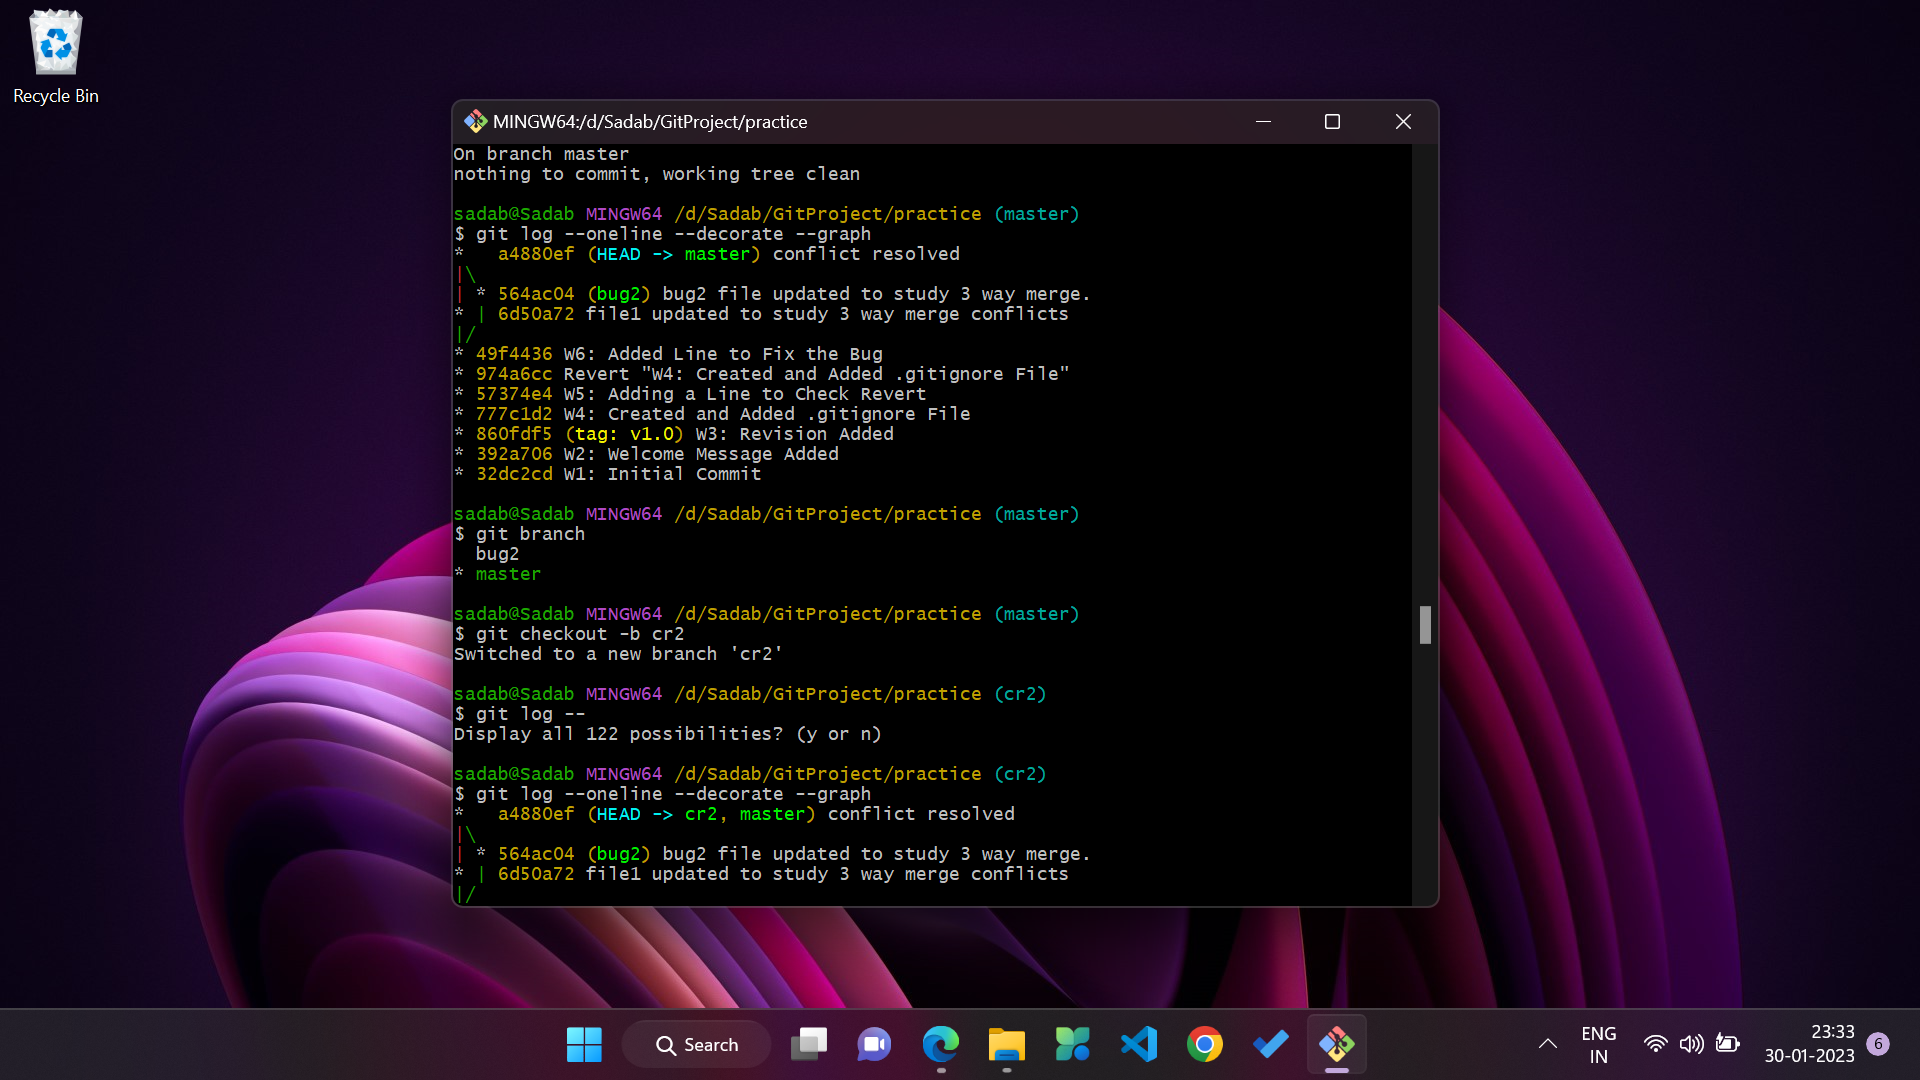 Recycle Bin
MINGW64:/d/Sadab/GitProject/practice
On branch master
nothing to commit, working tree clean
sadab@Sadab MINGW64 /d/Sadab/GitProject/practice (master)
$ git log --oneline --decorate --graph
*   a4880ef (HEAD -> master) conflict resolved
|\
| * 564ac04 (bug2) bug2 file updated to study 3 way merge.
* | 6d50a72 file1 updated to study 3 way merge conflicts
|/
* 49f4436 W6: Added Line to Fix the Bug
* 974a6cc Revert "W4: Created and Added .gitignore File"
* 57374e4 W5: Adding a Line to Check Revert
* 777c1d2 W4: Created and Added .gitignore File
* 860fdf5 (tag: v1.0) W3: Revision Added
* 392a706 W2: Welcome Message Added
* 32dc2cd W1: Initial Commit
sadab@Sadab MINGW64 /d/Sadab/GitProject/practice (master)
$ git branch
  bug2
* master
sadab@Sadab MINGW64 /d/Sadab/GitProject/practice (master)
$ git checkout -b cr2
Switched to a new branch 'cr2'
sadab@Sadab MINGW64 /d/Sadab/GitProject/practice (cr2)
$ git log --
Display all 122 possibilities? (y or n)
sadab@Sadab MINGW64 /d/Sadab/GitProject/practice (cr2)
$ git log --oneline --decorate --graph
*   a4880ef (HEAD -> cr2, master) conflict resolved
|\
| * 564ac04 (bug2) bug2 file updated to study 3 way merge.
* | 6d50a72 file1 updated to study 3 way merge conflicts
|/
Search
ENG
IN
23:33
30-01-2023
6